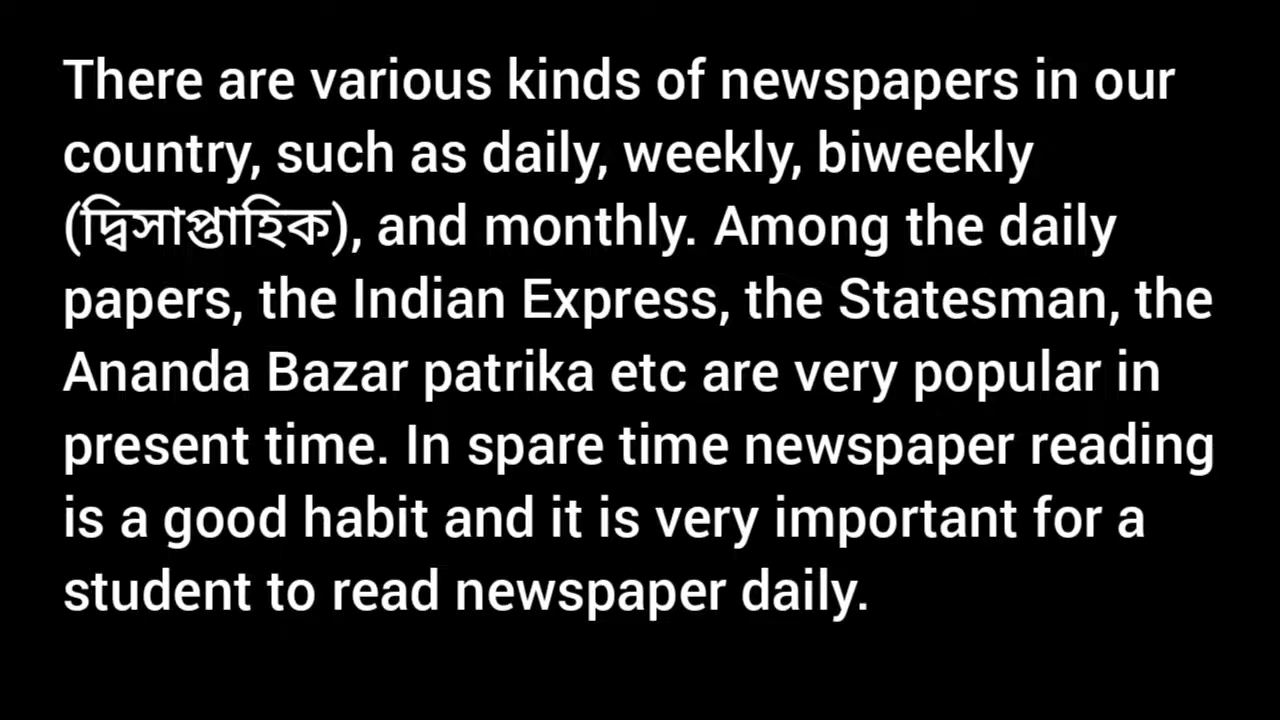 There are various kinds of newspapers in our
country, such as daily, weekly, biweekly
(দ্বিসাপ্তাহিক), and monthly. Among the daily
papers, the Indian Express, the Statesman, the
Ananda Bazar patrika etc are very popular in
present time. In spare time newspaper reading
is a good habit and it is very important for a
student to read newspaper daily.